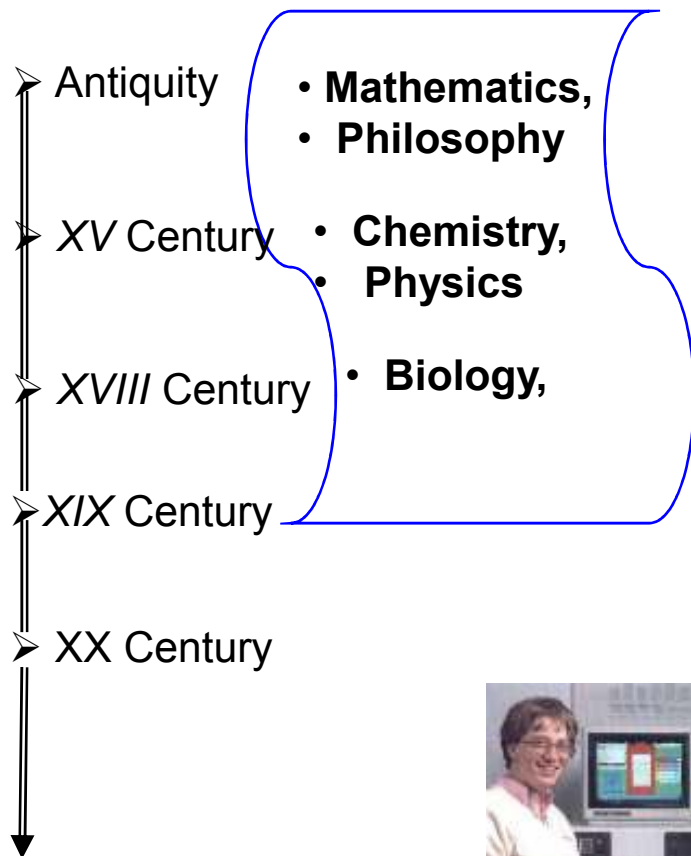 Antiquity
• Mathematics,
• Philosophy
XV Century
• Chemistry,
• Physics
XVIII Century
• Biology,
XIX Century
XX Century